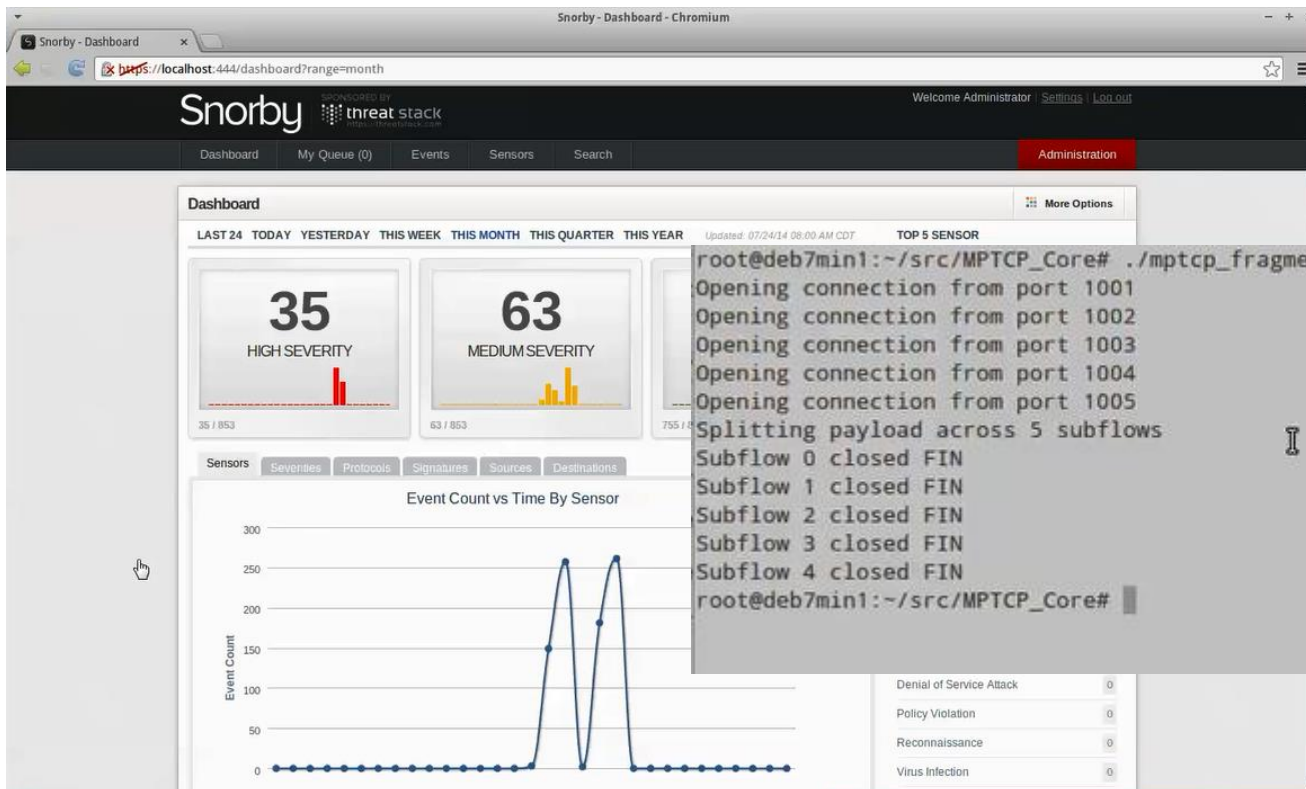 Snorby - Dashboard - Chromium
Snorby - Dashboard
https://localhost:444/dashboard?range=month
Snorby
SPONSORED BY
threat stack
https://threatstack.com
Welcome Administrator | Settings | Log out
Dashboard My Queue (0) Events Sensors Search Administration
Dashboard
More Options
LAST 24 TODAY YESTERDAY THIS WEEK THIS MONTH THIS QUARTER THIS YEAR Updated: 07/24/14 08:00 AM CDT TOP 5 SENSOR
35
HIGH SEVERITY
35 / 853
63
MEDIUM SEVERITY
63 / 853
755 /
root@deb7min1:~/src/MPTCP_Core# ./mptcp_fragme
Opening connection from port 1001
Opening connection from port 1002
Opening connection from port 1003
Opening connection from port 1004
Opening connection from port 1005
Splitting payload across 5 subflows
Subflow 0 closed FIN
Subflow 1 closed FIN
Subflow 2 closed FIN
Subflow 3 closed FIN
Subflow 4 closed FIN
root@deb7min1:~/src/MPTCP_Core#
Sensors Severities Protocols Signatures Sources Destinations
Event Count vs Time By Sensor
Event Count
300
250
200
150
100
50
0
Denial of Service Attack 0
Policy Violation 0
Reconnaissance 0
Virus Infection 0